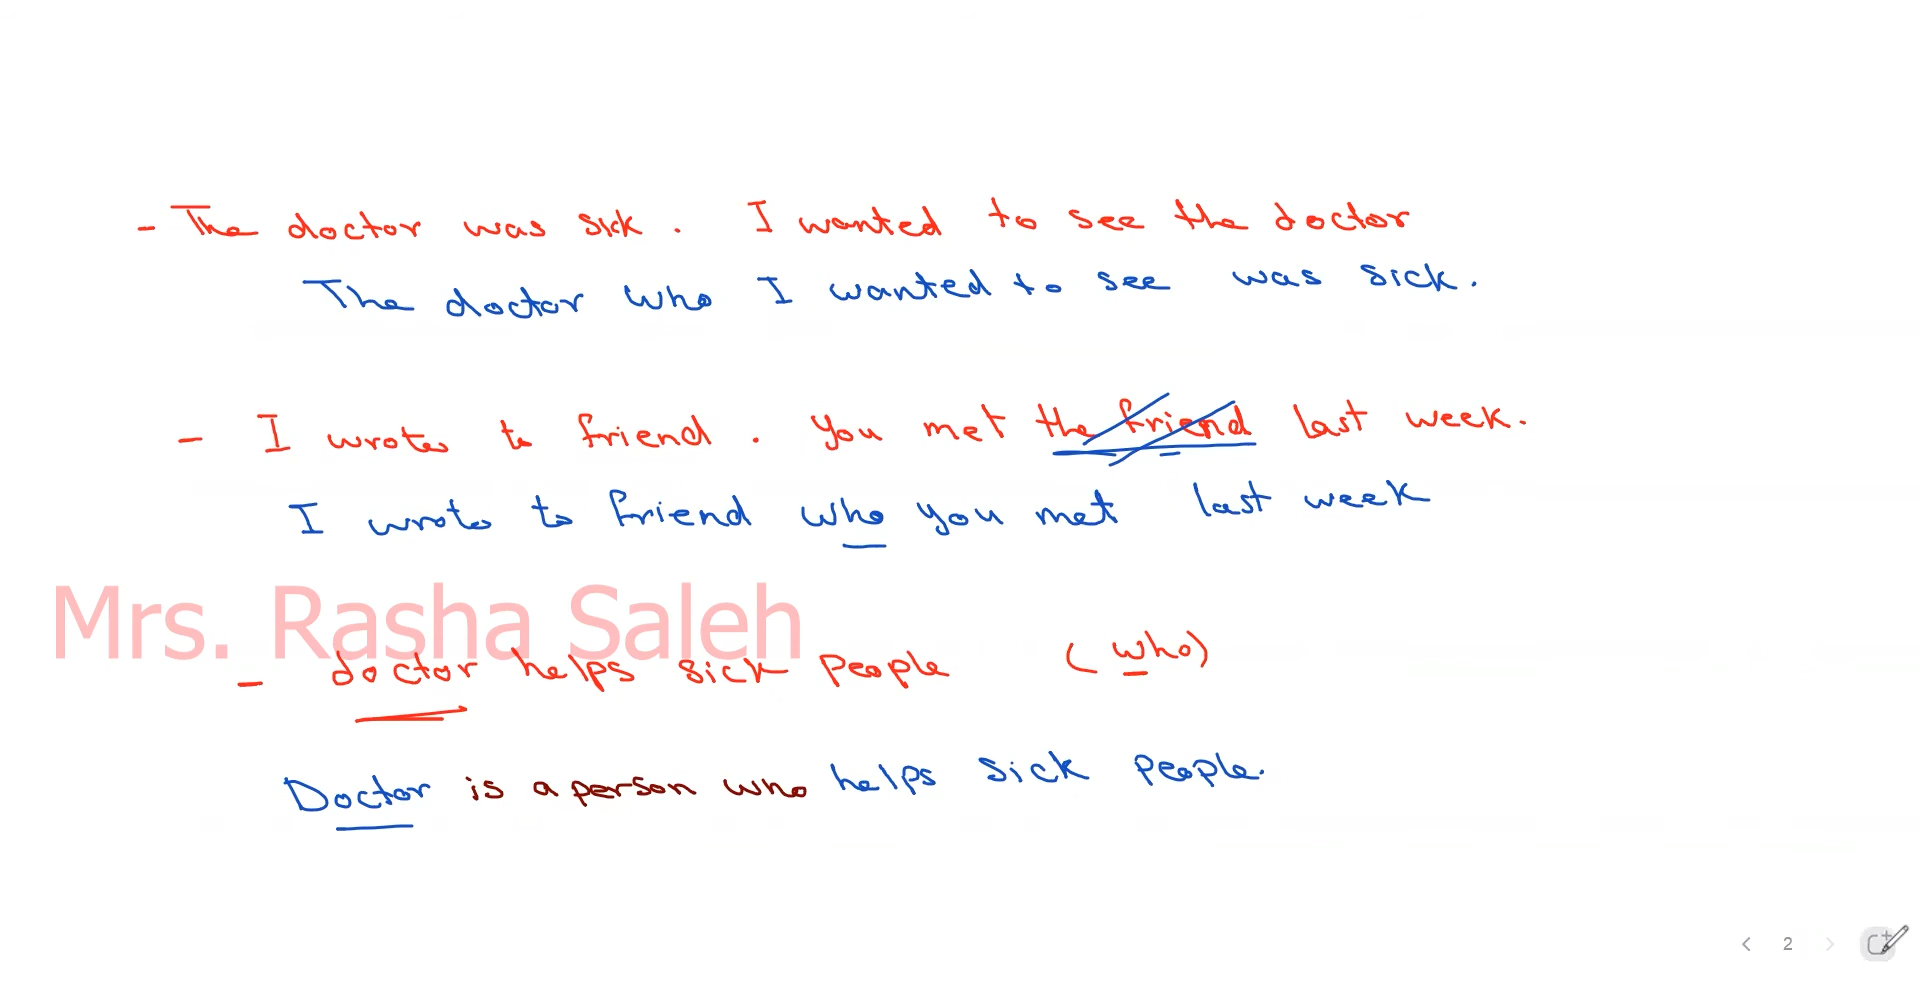 - The doctor was sick. I wanted to see the doctor
The doctor who I wanted to see was sick.
- I wrote to friend. You met the friend last week.
I wrote to friend who you met last week
Mrs. Rasha Saleh
- doctor helps sick people (who)
Doctor is a person who helps sick people.
2